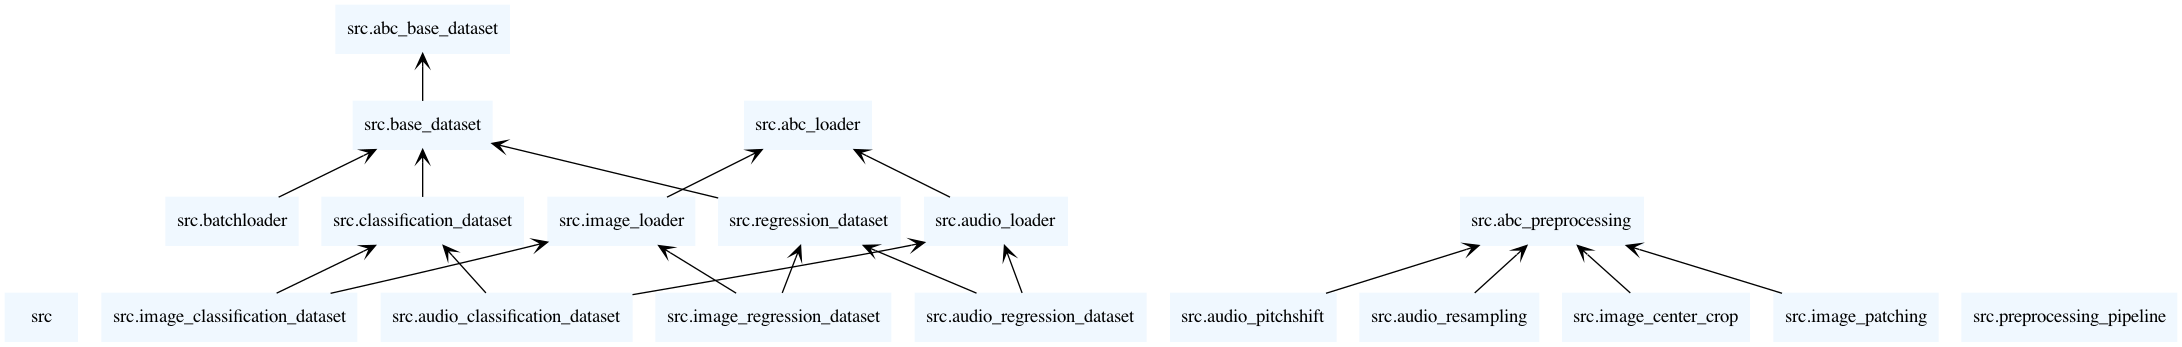 src.abc_base_dataset
src.base_dataset
src.abc_loader
src.batchloader
src.classification_dataset
src.image_loader
src.regression_dataset
src.audio_loader
src.abc_preprocessing
src
src.image_classification_dataset
src.audio_classification_dataset
src.image_regression_dataset
src.audio_regression_dataset
src.audio_pitchshift
src.audio_resampling
src.image_center_crop
src.image_patching
src.preprocessing_pipeline